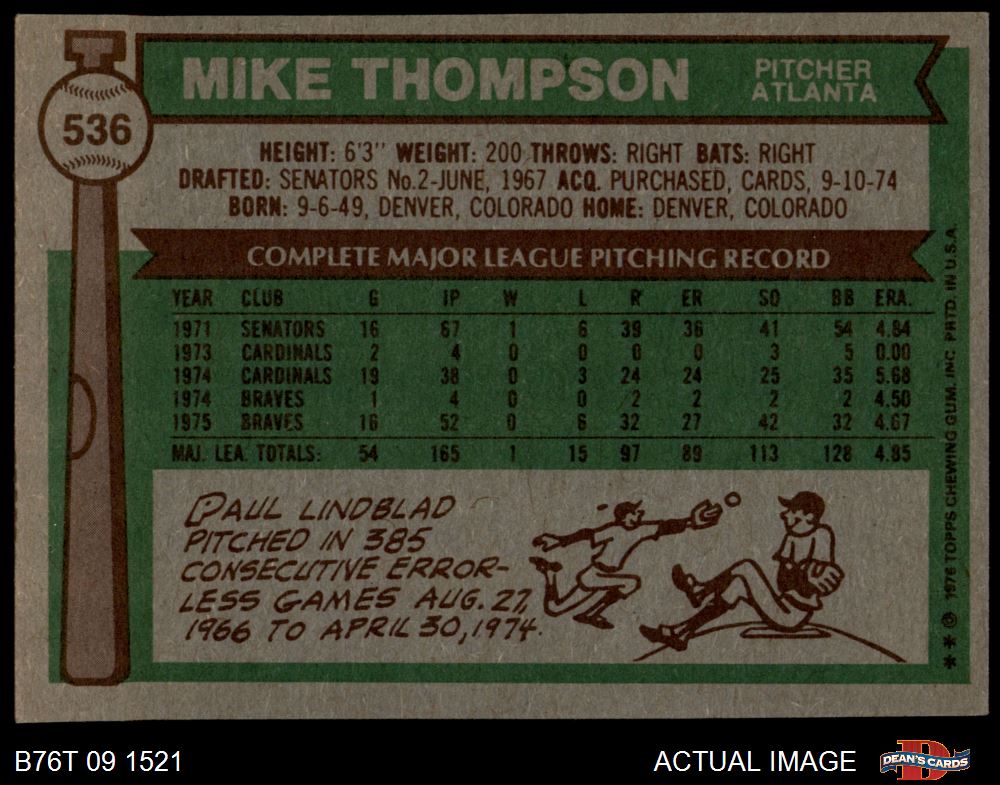 536
MIKE THOMPSON
PITCHER
ATLANTA
HEIGHT: 6'3" WEIGHT: 200 THROWS: RIGHT BATS: RIGHT
DRAFTED: SENATORS No.2-JUNE, 1967 ACQ. PURCHASED, CARDS, 9-10-74
BORN: 9-6-49, DENVER, COLORADO HOME: DENVER, COLORADO
COMPLETE MAJOR LEAGUE PITCHING RECORD
YEAR CLUB G IP W L R ER SO BB ERA.
1971 SENATORS 16 67 1 6 39 36 41 54 4.84
1973 CARDINALS 2 4 0 0 0 0 3 5 0.00
1974 CARDINALS 19 38 0 3 24 24 25 35 5.68
1974 BRAVES 1 4 0 0 2 2 2 2 4.50
1975 BRAVES 16 52 0 6 32 27 42 32 4.67
MAJ. LEA. TOTALS: 54 165 1 15 97 89 113 128 4.85
PAUL LINDBLAD
PITCHED IN 385
CONSECUTIVE ERROR-
LESS GAMES AUG. 27,
1966 TO APRIL 30, 1974.
** © 1976 TOPPS CHEWING GUM, INC. PRTD. IN U.S.A.
B76T 09 1521
ACTUAL IMAGE
D
DEAN'S CARDS